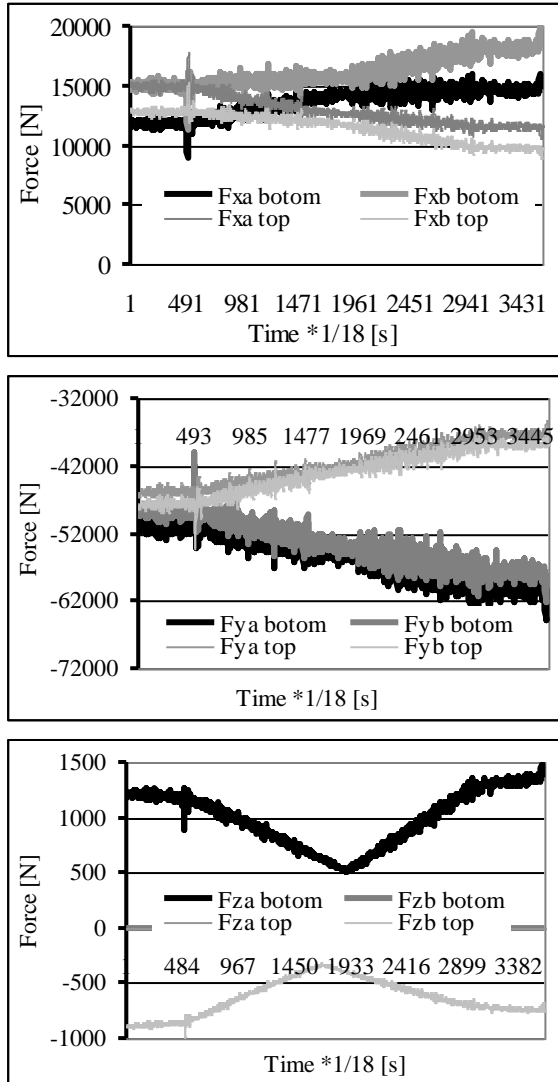 20000
15000
10000
5000
0
Force [N]
Fxa botom Fxb botom
Fxa top Fxb top
1 491 981 1471 1961 2451 2941 3431
Time *1/18 [s]
-32000
-42000
-52000
-62000
-72000
Force [N]
493 985 1477 1969 2461 2953 3445
Fya botom Fyb botom
Fya top Fyb top
Time *1/18 [s]
1500
1000
500
0
-500
-1000
Force [N]
Fza botom Fzb botom
Fza top Fzb top
1 484 967 1450 1933 2416 2899 3382
Time *1/18 [s]